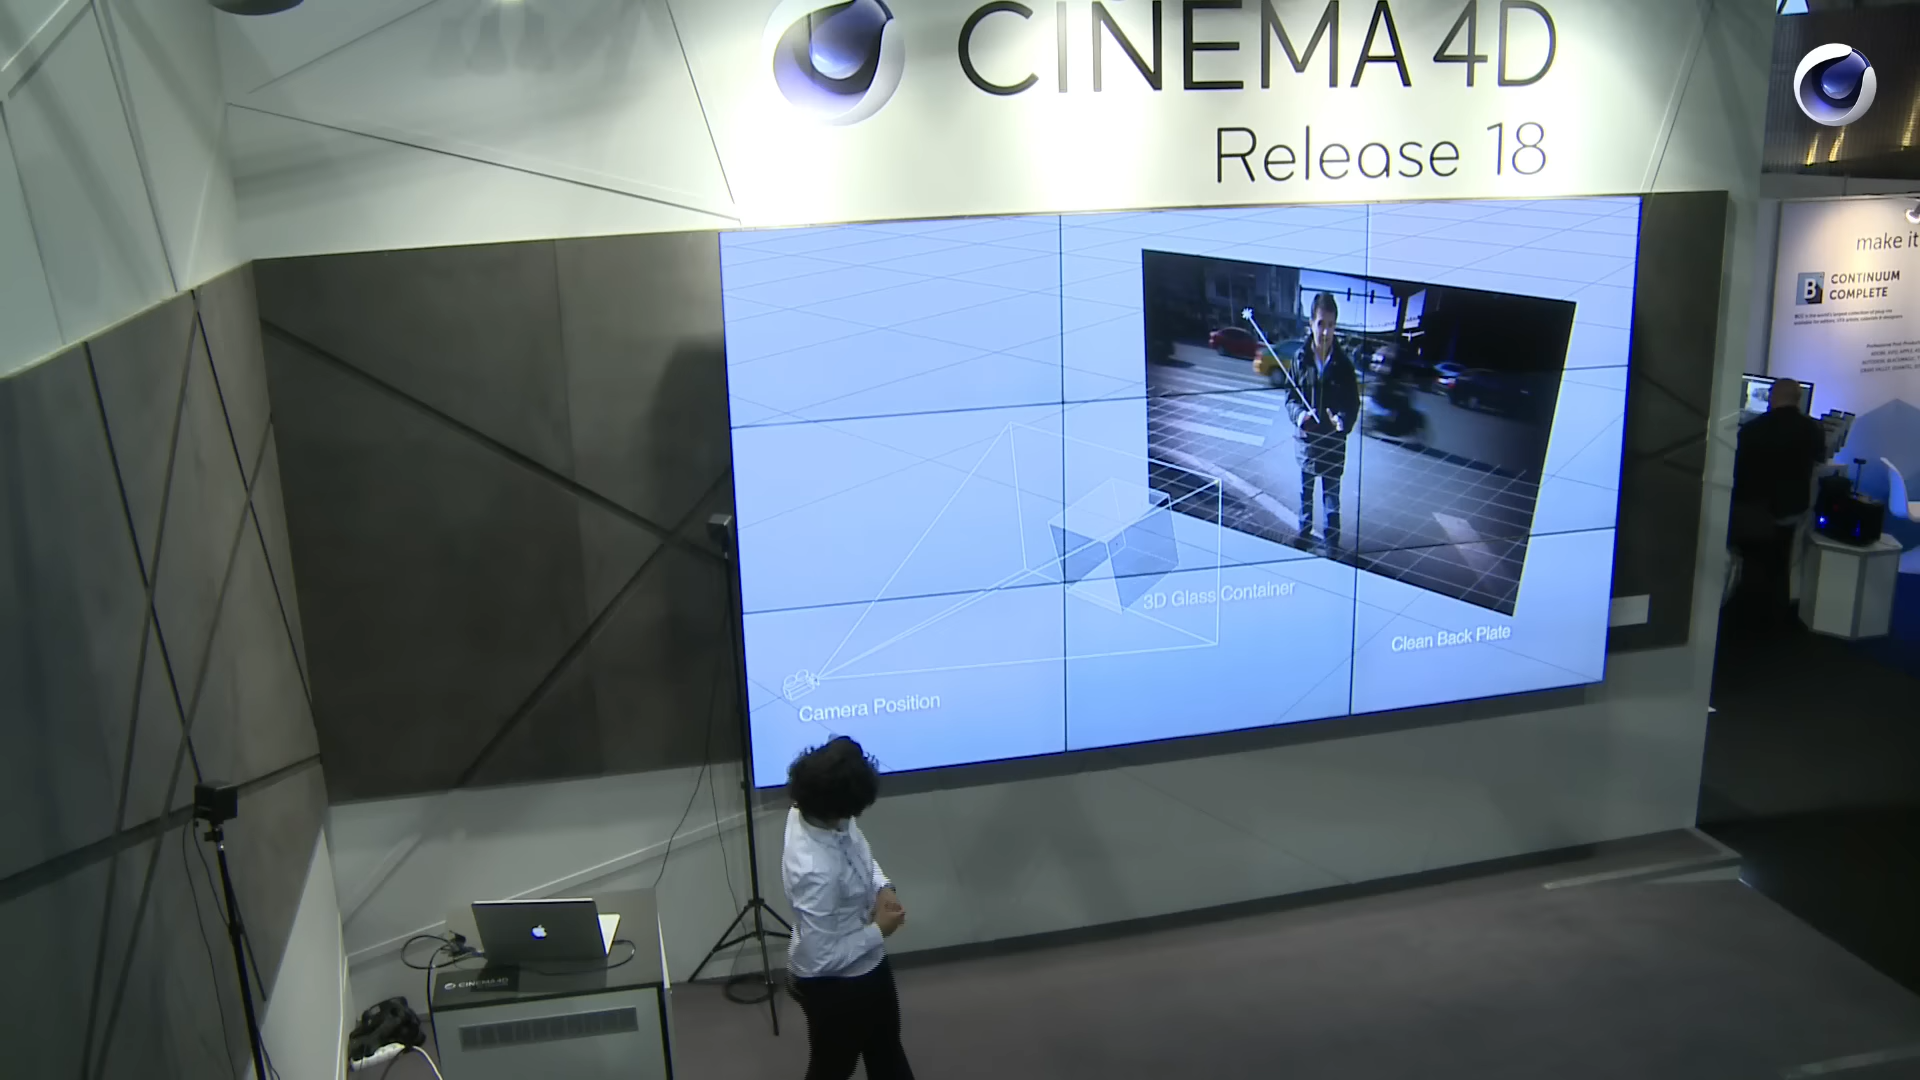 CINEMA 4D
Release 18
make it
B
CONTINUUM
COMPLETE
3D Glass Container
Clean Back Plate
Camera Position
CINEMA 4D